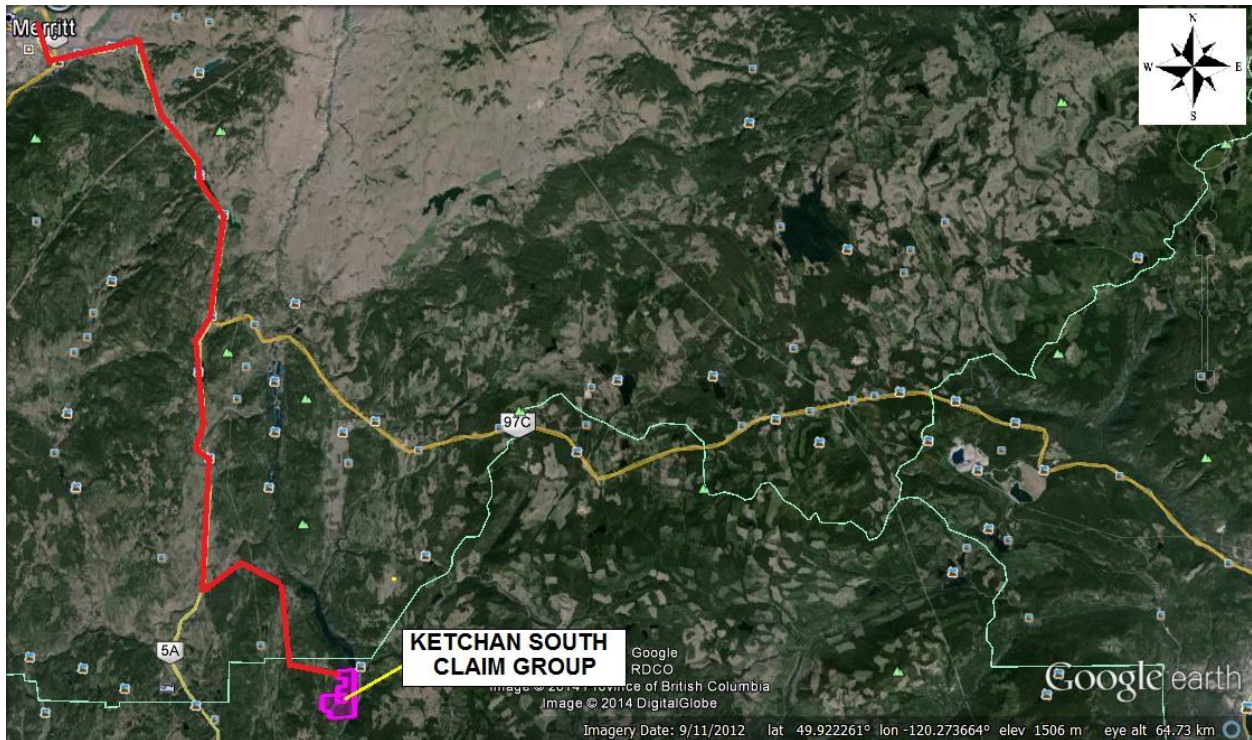 Merritt
N
W
E
S
97C
5A
KETCHAN SOUTH
CLAIM GROUP
Google
RDCO
Image © 2014 Province of British Columbia
Image © 2014 DigitalGlobe
Google earth
Imagery Date: 9/11/2012 lat 49.922261° lon -120.273664° elev 1506 m eye alt 64.73 km